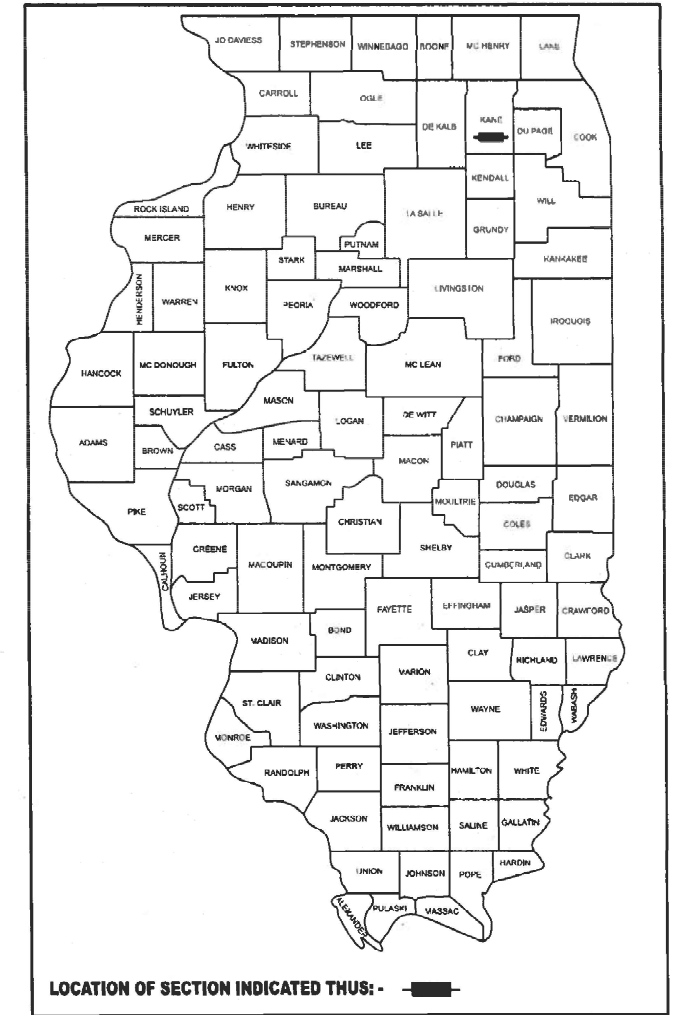 JO DAVIESS STEPHENSON WINNEBAGO BOONE MC HENRY LAKE
CARROLL OGLE DE KALB KANE DU PAGE COOK
WHITESIDE LEE
KENDALL
ROCK ISLAND HENRY BUREAU LA SALLE WILL
MERCER PUTNAM GRUNDY
STARK MARSHALL KANKAKEE
HENDERSON WARREN KNOX PEORIA WOODFORD LIVINGSTON
IROQUOIS
HANCOCK MC DONOUGH FULTON TAZEWELL MC LEAN FORD
SCHUYLER MASON LOGAN DE WITT CHAMPAIGN VERMILION
ADAMS BROWN CASS MENARD MACON PIATT
MORGAN SANGAMON DOUGLAS EDGAR
PIKE SCOTT CHRISTIAN MOULTRIE COLES
CALHOUN GREENE MACOUPIN MONTGOMERY SHELBY CUMBERLAND CLARK
JERSEY FAYETTE EFFINGHAM JASPER CRAWFORD
MADISON BOND
CLINTON MARION CLAY RICHLAND LAWRENCE
ST. CLAIR WAYNE EDWARDS WABASH
MONROE WASHINGTON JEFFERSON
RANDOLPH PERRY HAMILTON WHITE
FRANKLIN
JACKSON WILLIAMSON SALINE GALLATIN
UNION JOHNSON POPE HARDIN
ALEXANDER PULASKI MASSAC
LOCATION OF SECTION INDICATED THUS: -